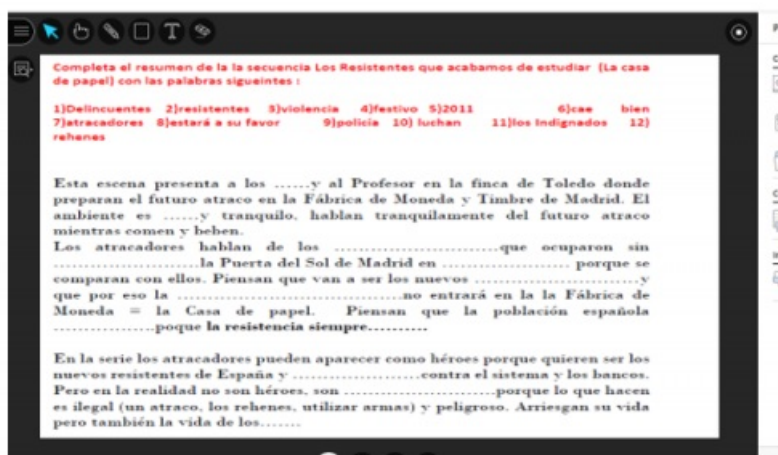 Completa el resumen de la la secuencia Los Resistentes que acabamos de estudiar (La casa
de papel) con las palabras sigueintes :
1)Delincuentes 2)resistentes 3)violencia 4)festivo 5)2011 6)cae bien
7)atracadores 8)estará a su favor 9)policía 10) luchan 11)los Indignados 12)
rehenes
Esta escena presenta a los ......y al Profesor en la finca de Toledo donde
preparan el futuro atraco en la Fábrica de Moneda y Timbre de Madrid. El
ambiente es ......y tranquilo, hablan tranquilamente del futuro atraco
mientras comen y beben.
Los atracadores hablan de los ..............................que ocuparon sin
..........................la Puerta del Sol de Madrid en ....................... porque se
comparan con ellos. Piensan que van a ser los nuevos .............................y
que por eso la ........................................no entrará en la la Fábrica de
Moneda = la Casa de papel. Piensan que la población española
..................poque la resistencia siempre..........
En la serie los atracadores pueden aparecer como héroes porque quieren ser los
nuevos resistentes de España y ......................contra el sistema y los bancos.
Pero en la realidad no son héroes, son ...........................porque lo que hacen
es ilegal (un atraco, los rehenes, utilizar armas) y peligroso. Arriesgan su vida
pero también la vida de los.......